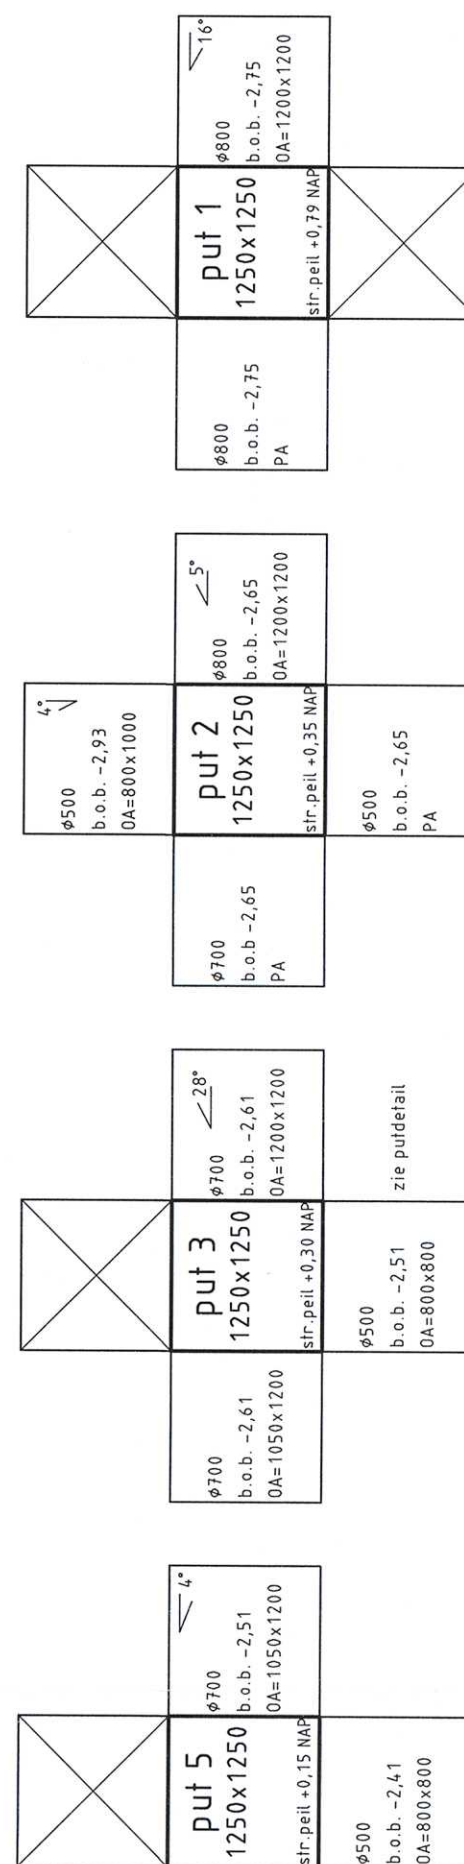 16°
ø800
b.o.b. -2,75
OA=1200x1200
put 1
1250x1250
str.peil +0,79 NAP
ø800
b.o.b. -2,75
PA
5°
ø800
b.o.b. -2,65
OA=1200x1200
4°
ø500
b.o.b. -2,93
OA=800x1000
put 2
1250x1250
str.peil +0,35 NAP
ø500
b.o.b. -2,65
PA
ø700
b.o.b -2,65
PA
28°
ø700
b.o.b. -2,61
OA=1200x1200
zie putdetail
put 3
1250x1250
str.peil +0,30 NAP
ø500
b.o.b. -2,51
OA=800x800
ø700
b.o.b. -2,61
OA=1050x1200
4°
ø700
b.o.b. -2,51
OA=1050x1200
put 5
1250x1250
str.peil +0,15 NAP
ø500
b.o.b. -2,41
OA=800x800